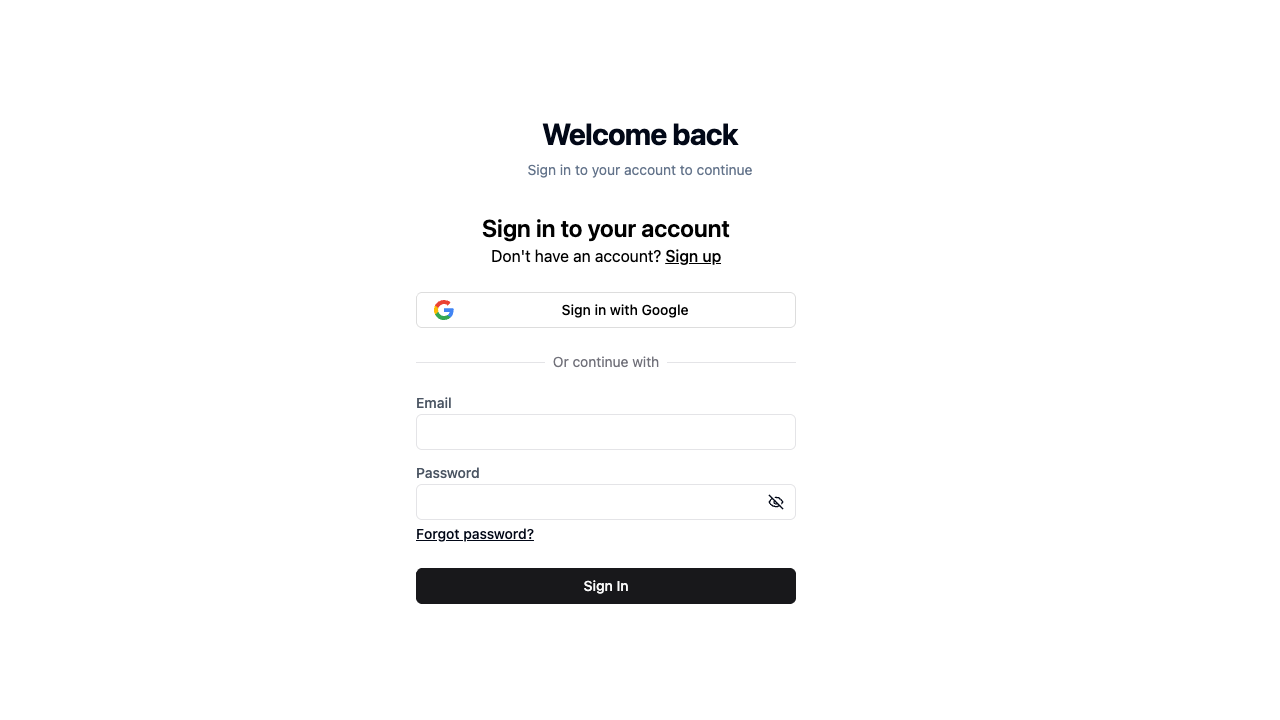 Welcome back
Sign in to your account to continue
Sign in to your account
Don't have an account? Sign up
Sign in with Google
Or continue with
Email
Password
Forgot password?
Sign In